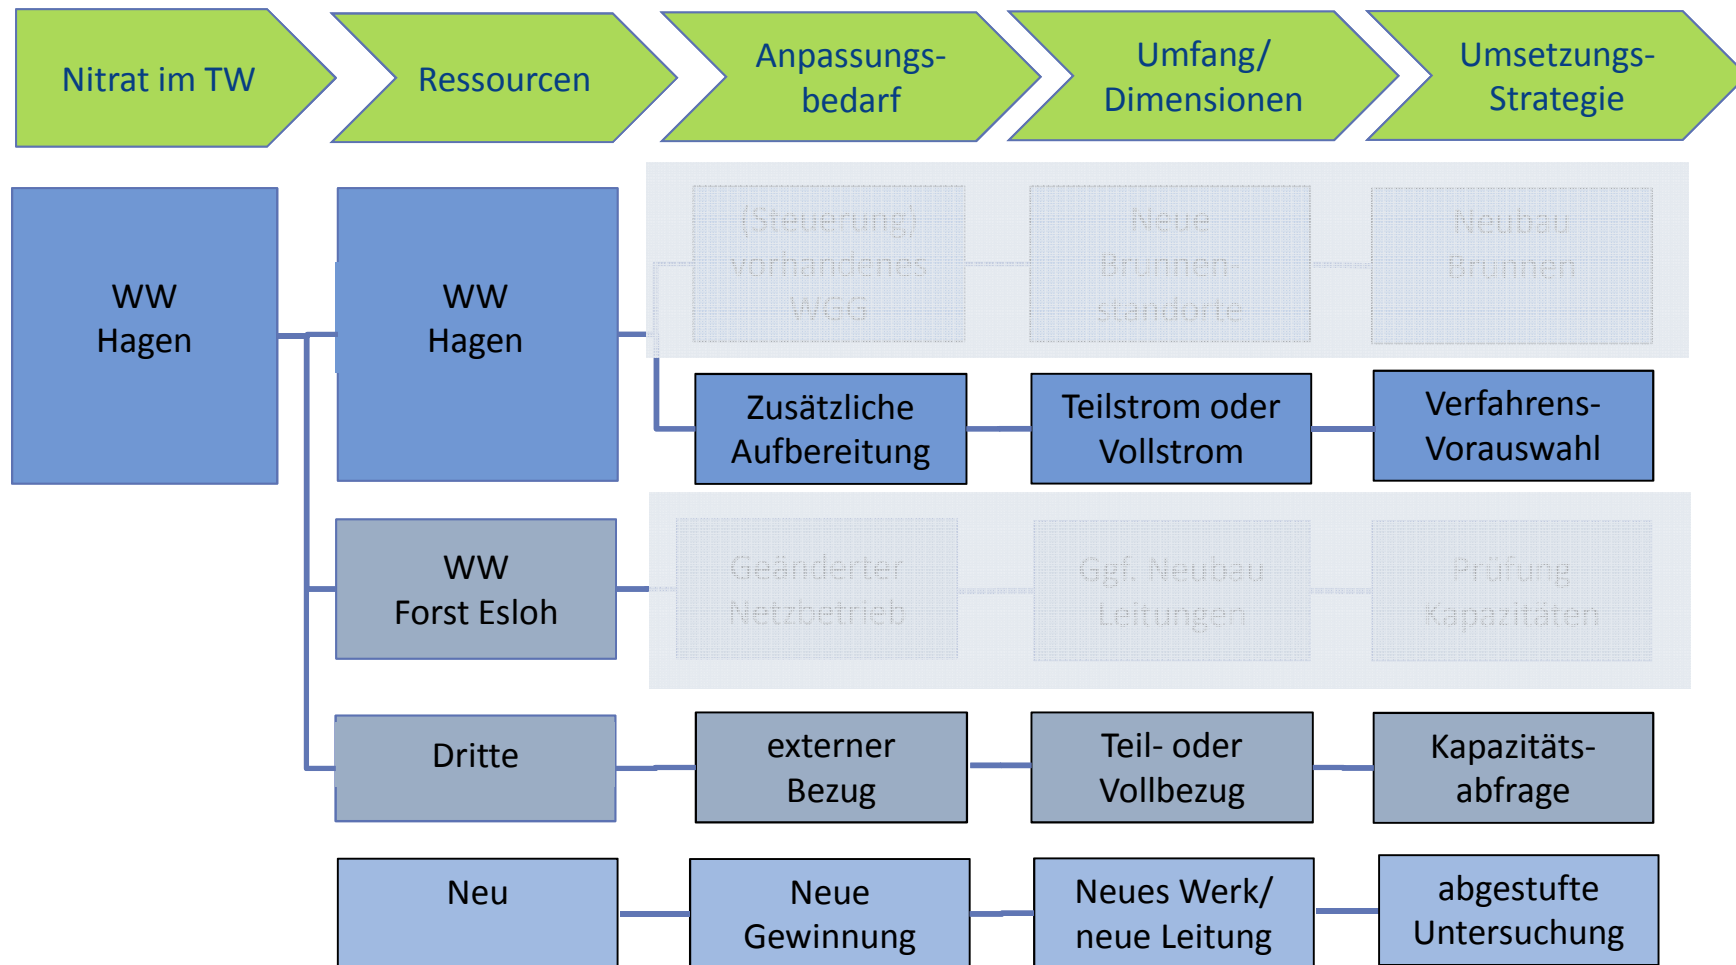 Nitrat im TW
Ressourcen
Anpassungs-
bedarf
Umfang/
Dimensionen
Umsetzungs-
Strategie
WW
Hagen
WW
Hagen
(Steuerung)
vorhandenes
WGG
Neue
Brunnen-
standorte
Neubau
Brunnen
Zusätzliche
Aufbereitung
Teilstrom oder
Vollstrom
Verfahrens-
Vorauswahl
WW
Forst Esloh
Geänderter
Netzbetrieb
Ggf. Neubau
Leitungen
Prüfung
Kapazitäten
Dritte
externer
Bezug
Teil- oder
Vollbezug
Kapazitäts-
abfrage
Neu
Neue
Gewinnung
Neues Werk/
neue Leitung
abgestufte
Untersuchung